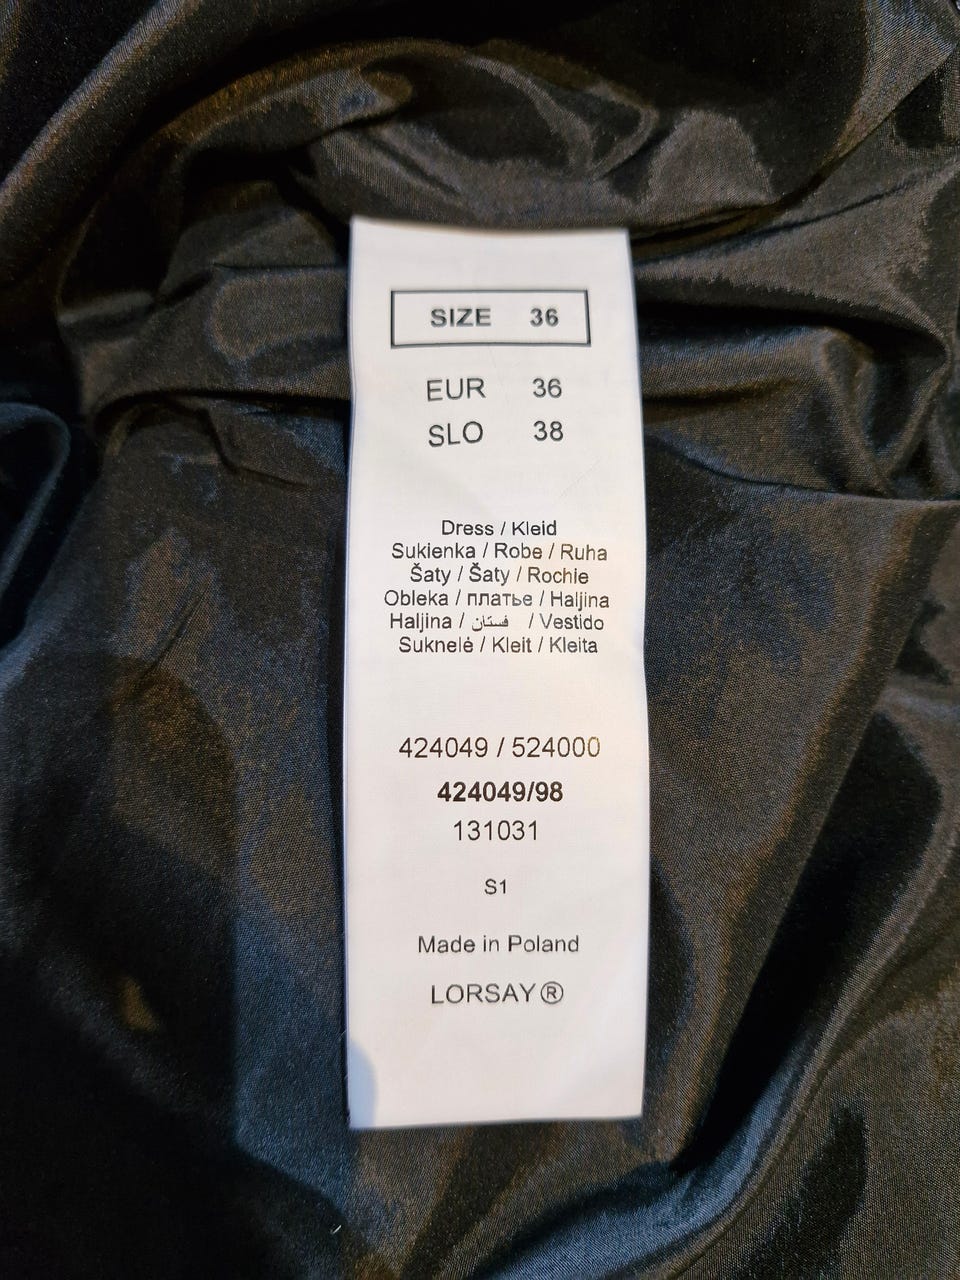 SIZE 36
EUR 36
SLO 38
Dress / Kleid
Sukienka / Robe / Ruha
Šaty / Šaty / Rochie
Obleka / платье / Haljina
Haljina / فستان / Vestido
Suknelė / Kleit / Kleita
424049 / 524000
424049/98
131031
S1
Made in Poland
LORSAY®